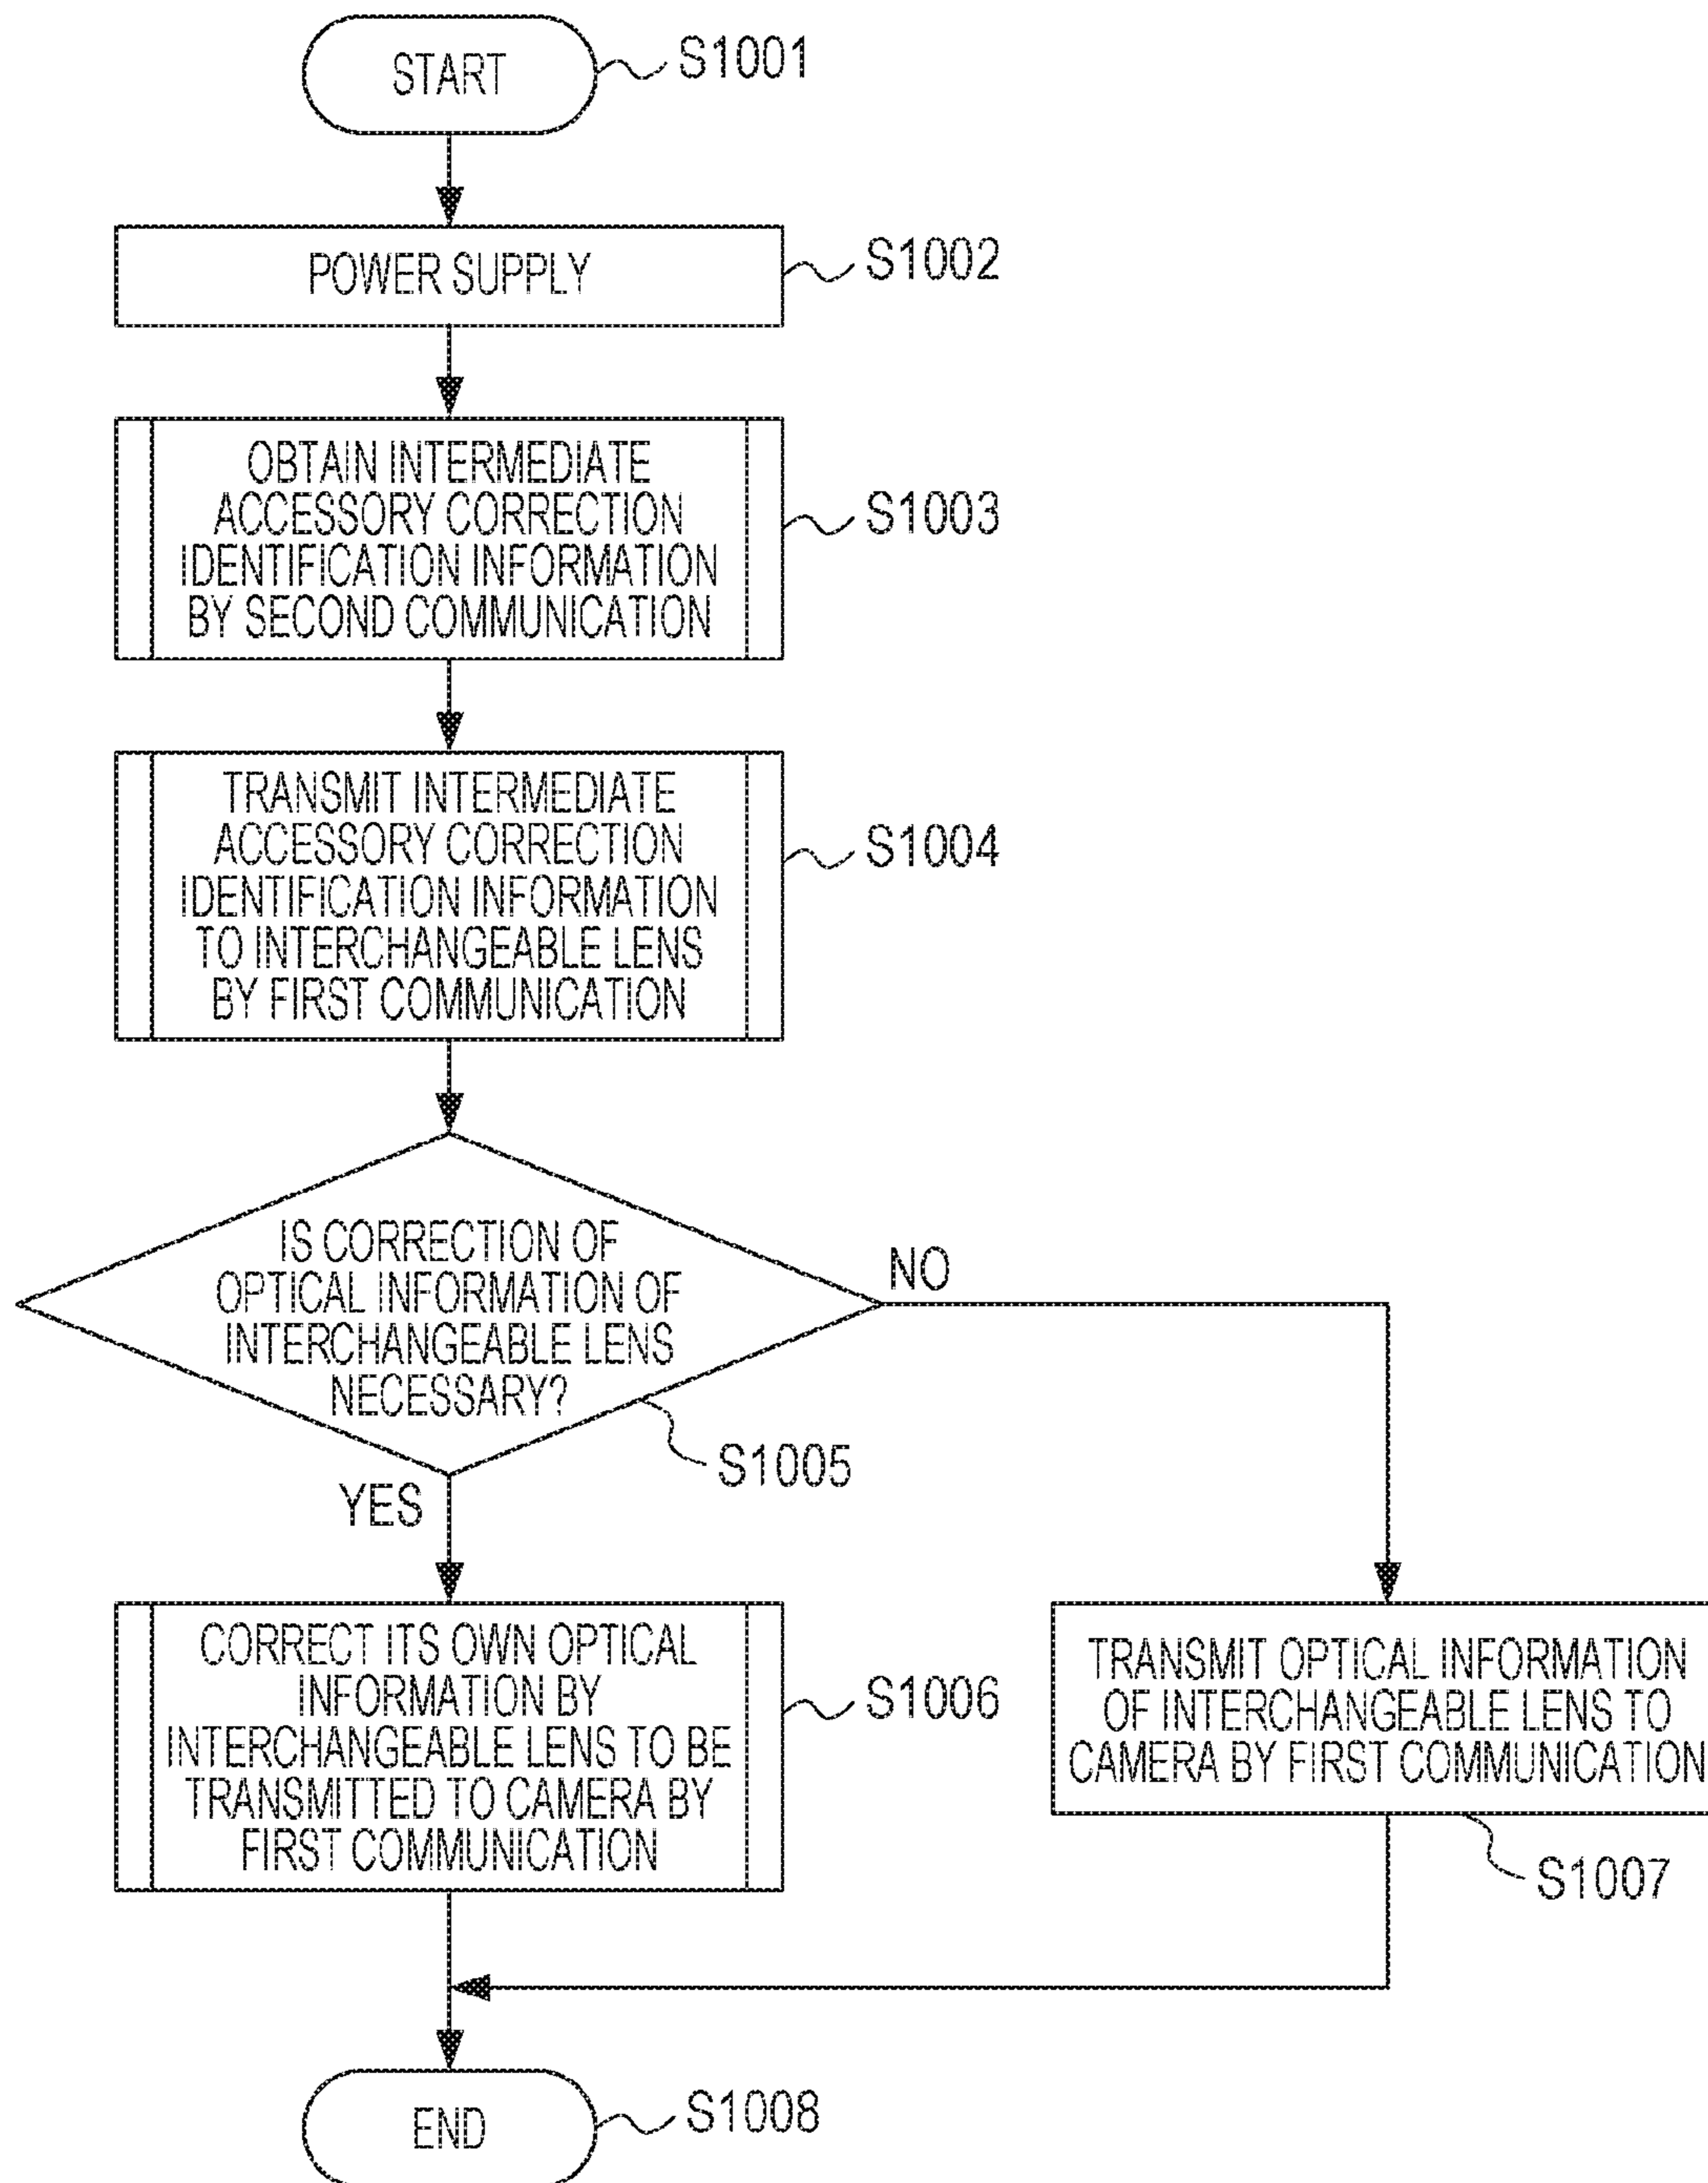 START
S1001
POWER SUPPLY
S1002
OBTAIN INTERMEDIATE
ACCESSORY CORRECTION
IDENTIFICATION INFORMATION
BY SECOND COMMUNICATION
S1003
TRANSMIT INTERMEDIATE
ACCESSORY CORRECTION
IDENTIFICATION INFORMATION
TO INTERCHANGEABLE LENS
BY FIRST COMMUNICATION
S1004
IS CORRECTION OF
OPTICAL INFORMATION OF
INTERCHANGEABLE LENS
NECESSARY?
S1005
NO
YES
CORRECT ITS OWN OPTICAL
INFORMATION BY
INTERCHANGEABLE LENS TO BE
TRANSMITTED TO CAMERA BY
FIRST COMMUNICATION
S1006
TRANSMIT OPTICAL INFORMATION
OF INTERCHANGEABLE LENS TO
CAMERA BY FIRST COMMUNICATION
S1007
END
S1008